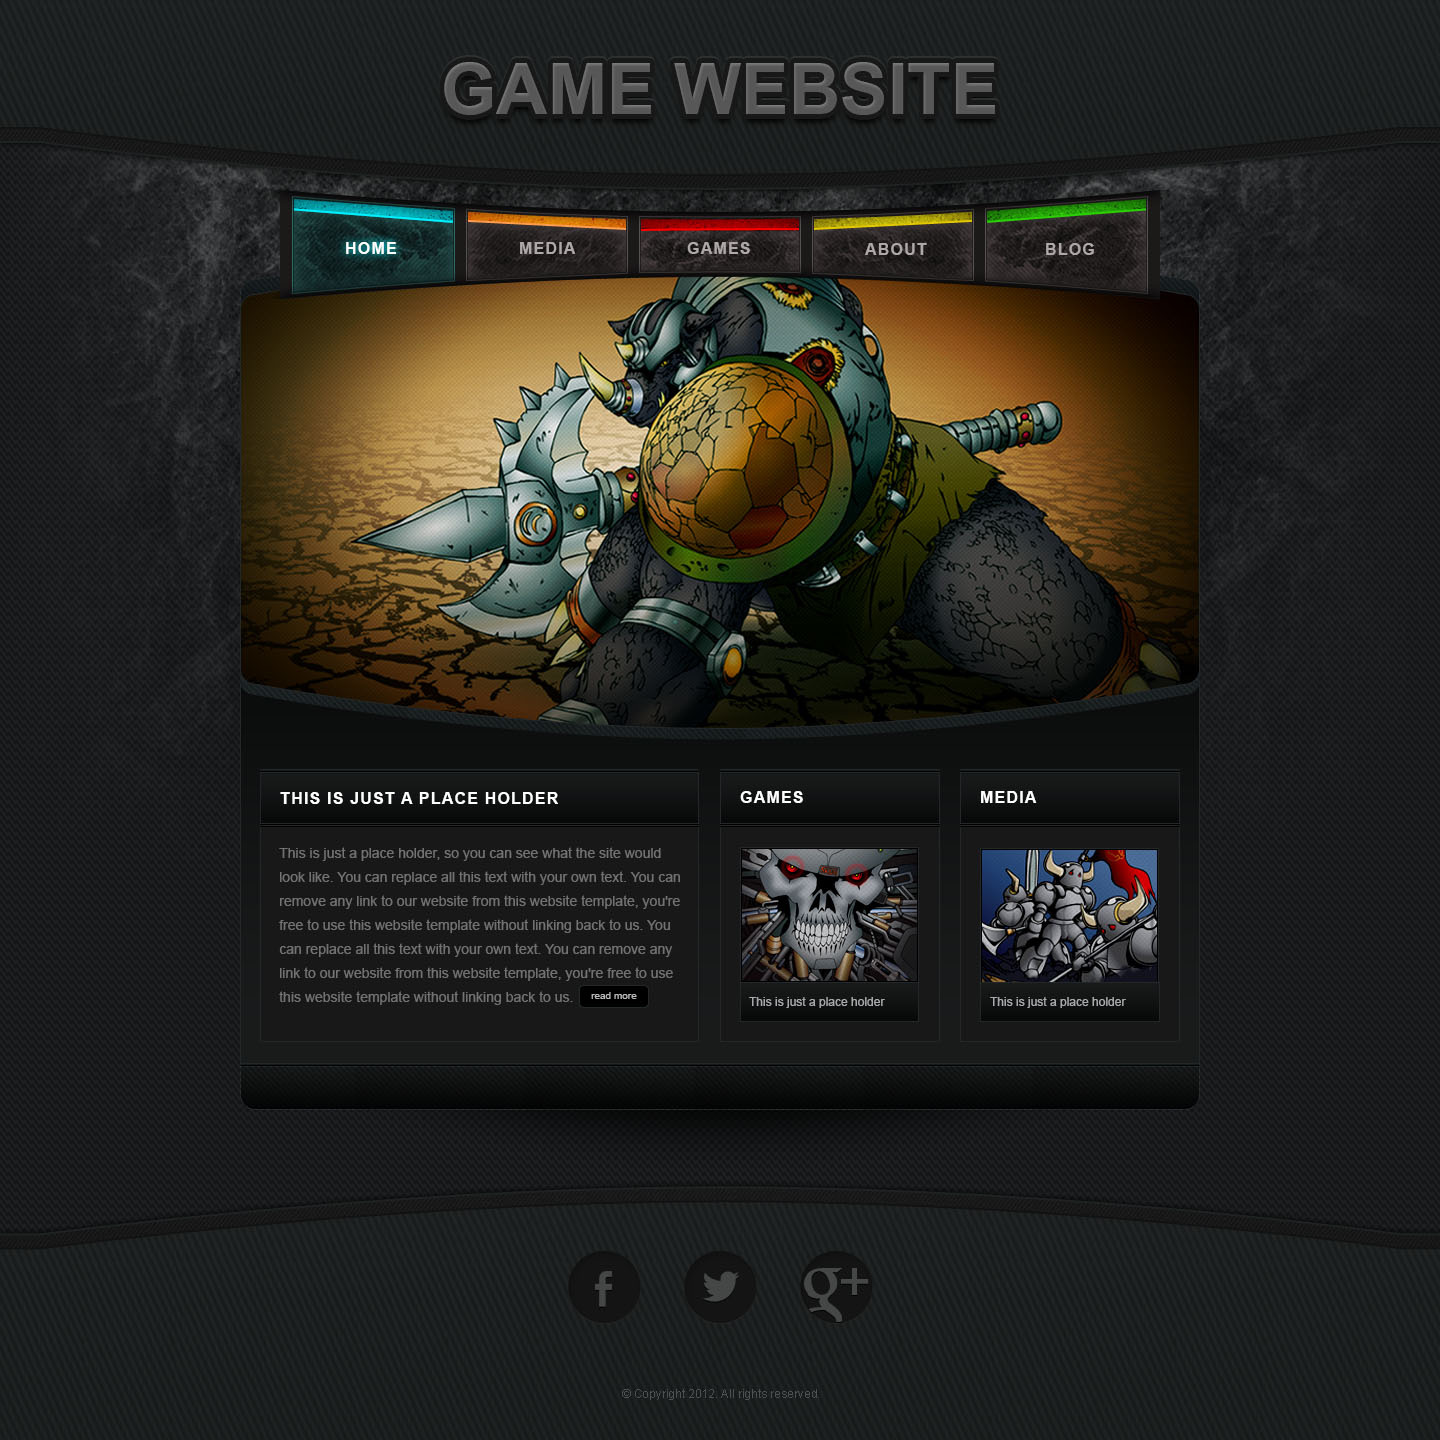 GAME WEBSITE
HOME
MEDIA
GAMES
ABOUT
BLOG
THIS IS JUST A PLACE HOLDER
This is just a place holder, so you can see what the site would
look like. You can replace all this text with your own text. You can
remove any link to our website from this website template, you're
free to use this website template without linking back to us. You
can replace all this text with your own text. You can remove any
link to our website from this website template, you're free to use
this website template without linking back to us. read more
GAMES
This is just a place holder
MEDIA
This is just a place holder
f
g+
© Copyright 2012. All rights reserved.